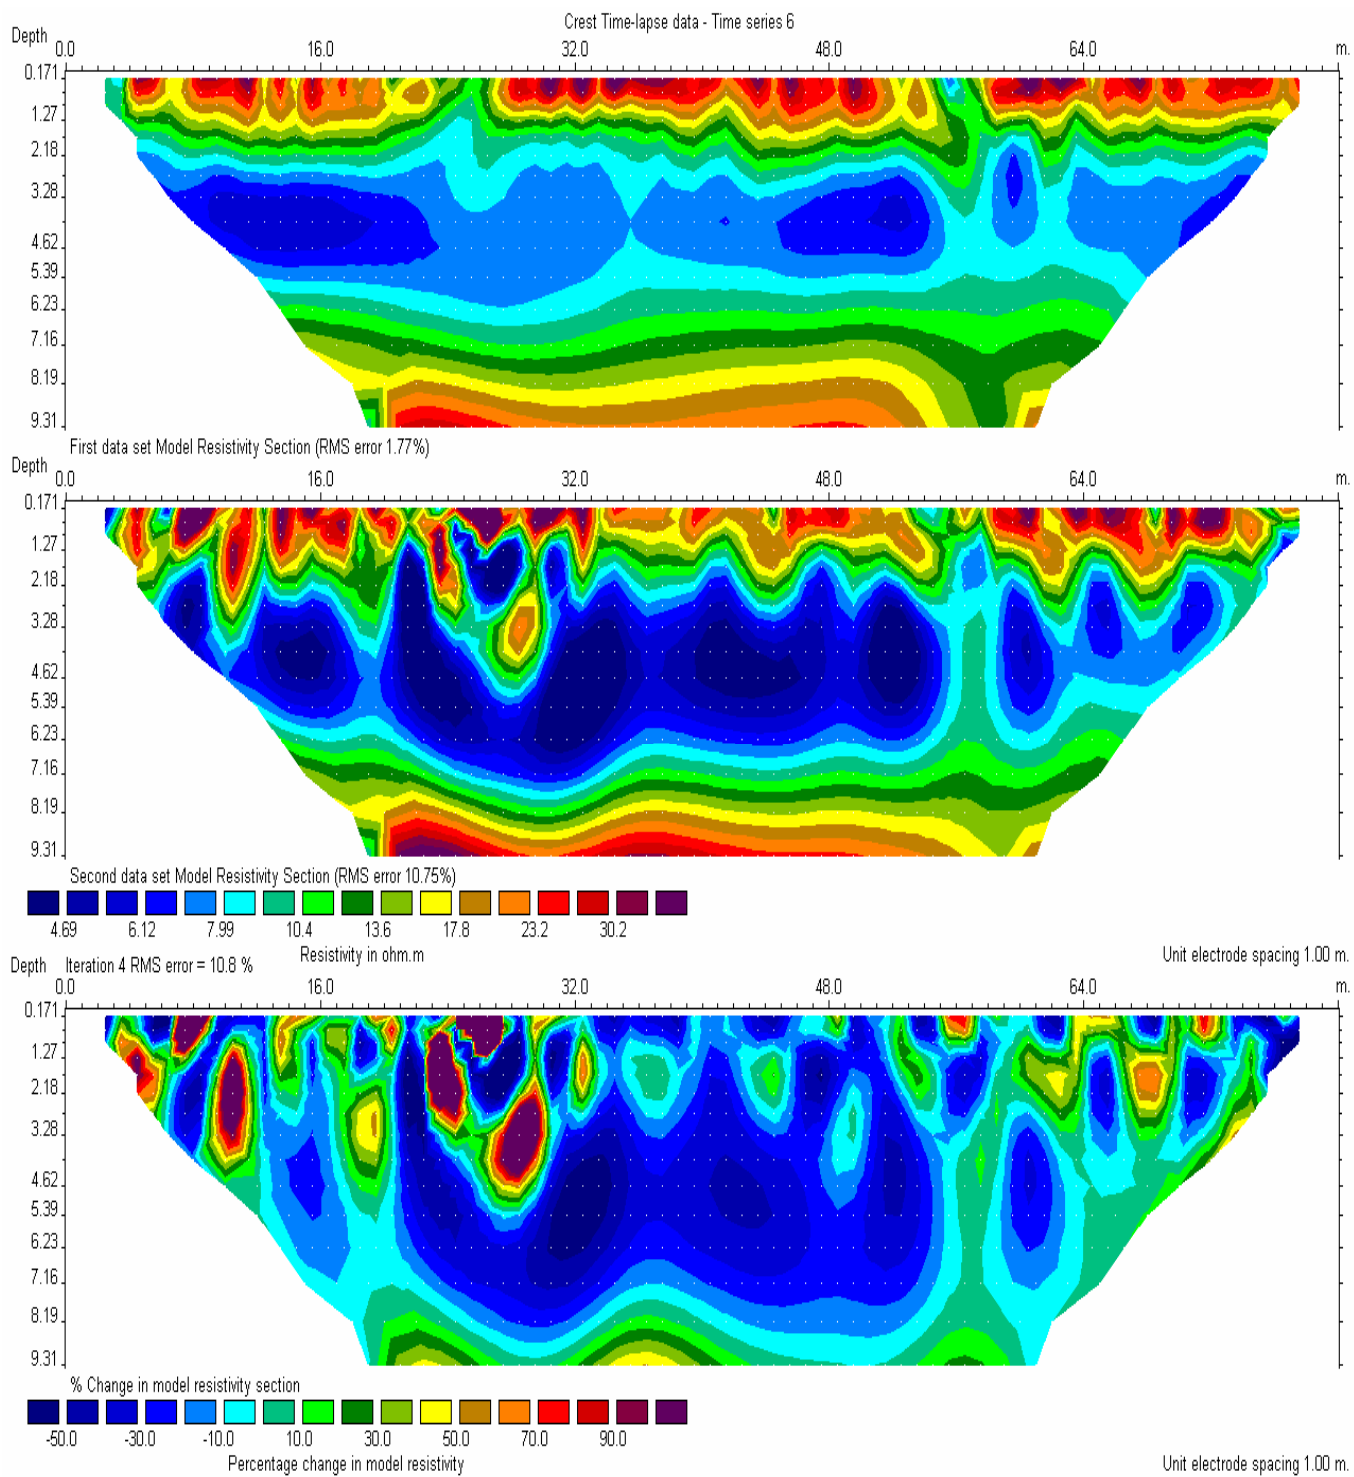 Crest Time-lapse data - Time series 6
Depth 0.0 16.0 32.0 48.0 64.0 m.
0.171
1.27
2.18
3.28
4.62
5.39
6.23
7.16
8.19
9.31
First data set Model Resistivity Section (RMS error 1.77%)
Depth 0.0 16.0 32.0 48.0 64.0 m.
0.171
1.27
2.18
3.28
4.62
5.39
6.23
7.16
8.19
9.31
Second data set Model Resistivity Section (RMS error 10.75%)
4.69 6.12 7.99 10.4 13.6 17.8 23.2 30.2
Resistivity in ohm.m Unit electrode spacing 1.00 m.
Depth Iteration 4 RMS error = 10.8 %
0.0 16.0 32.0 48.0 64.0 m.
0.171
1.27
2.18
3.28
4.62
5.39
6.23
7.16
8.19
9.31
% Change in model resistivity section
-50.0 -30.0 -10.0 10.0 30.0 50.0 70.0 90.0
Percentage change in model resistivity Unit electrode spacing 1.00 m.